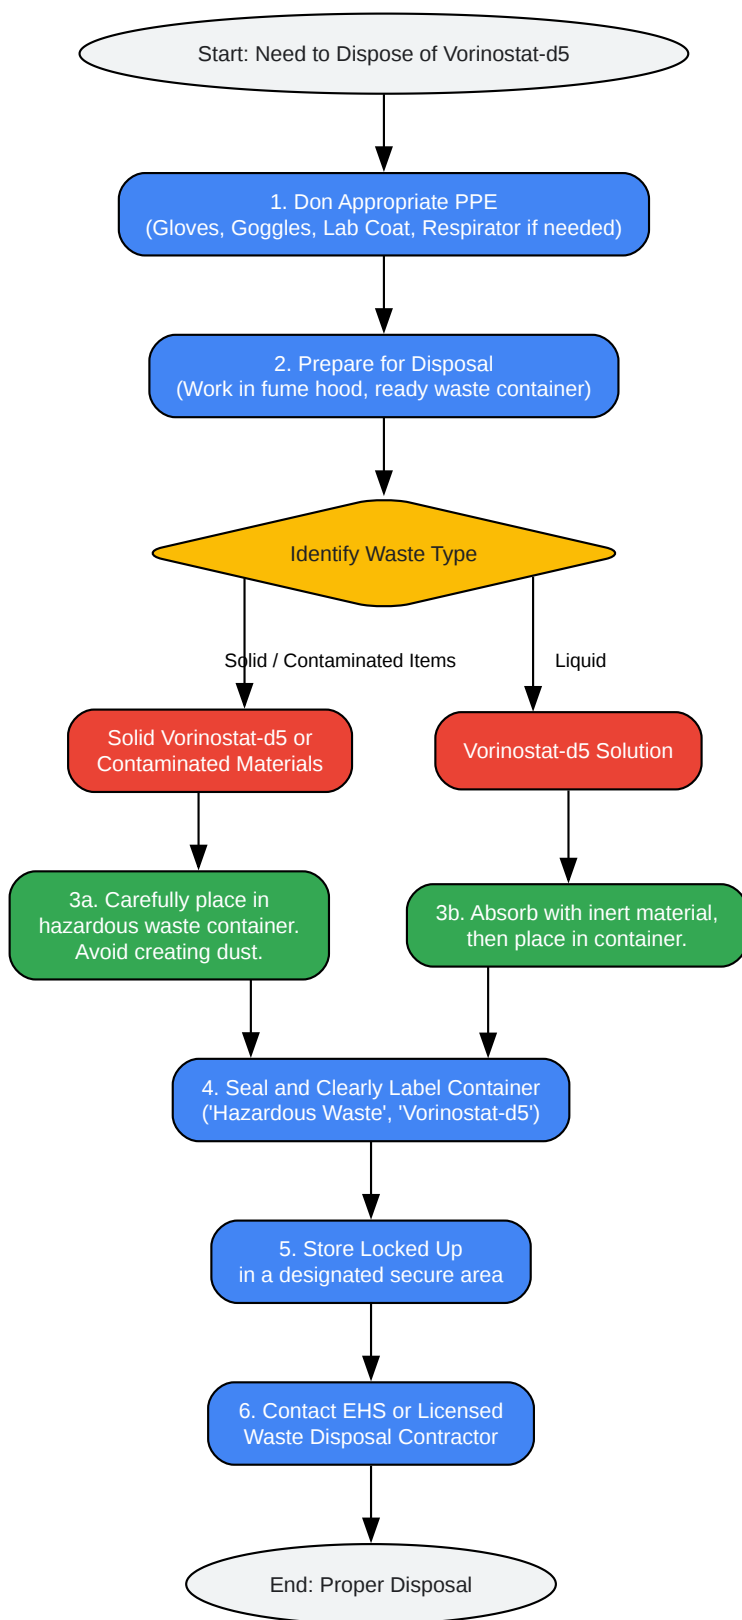 Start: Need to Dispose of Vorinostat-d5
1. Don Appropriate PPE
(Gloves, Goggles, Lab Coat, Respirator if needed)
2. Prepare for Disposal
(Work in fume hood, ready waste container)
Identify Waste Type
Solid / Contaminated Items
Liquid
Solid Vorinostat-d5 or
Contaminated Materials
Vorinostat-d5 Solution
3a. Carefully place in
hazardous waste container.
Avoid creating dust.
3b. Absorb with inert material,
then place in container.
4. Seal and Clearly Label Container
('Hazardous Waste', 'Vorinostat-d5')
5. Store Locked Up
in a designated secure area
6. Contact EHS or Licensed
Waste Disposal Contractor
End: Proper Disposal